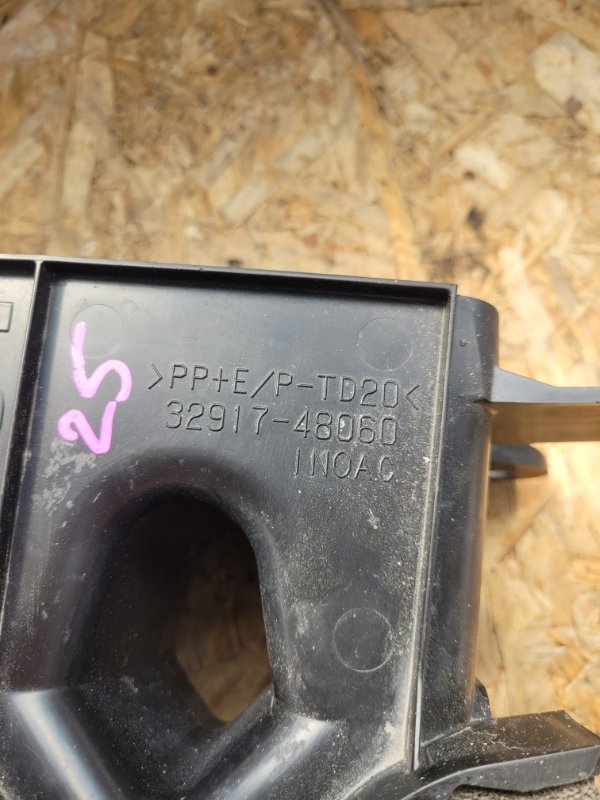 25
>PP+E/P-TD20<
32917-48060
INOAC